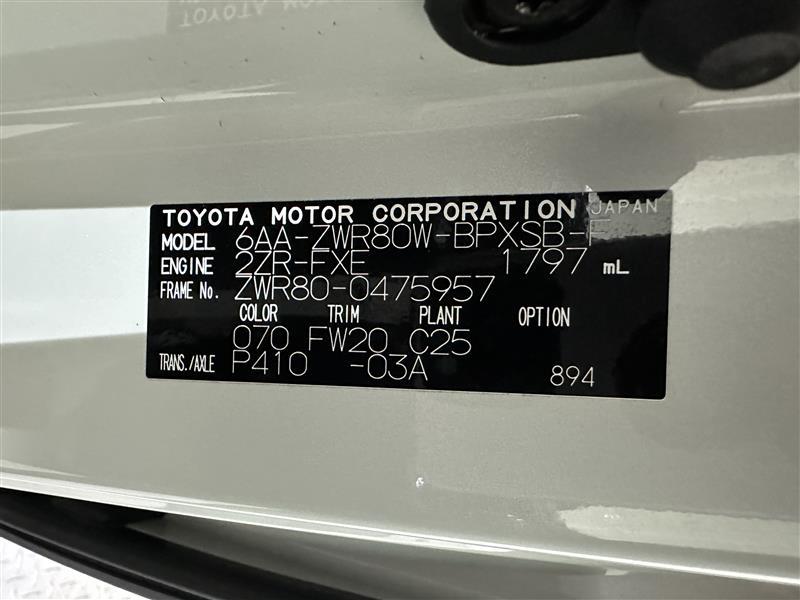 TOYOTA MOTOR CORPORATION JAPAN
MODEL 6AA-ZWR80W-BPXSB-F
ENGINE 2ZR-FXE 1797 mL
FRAME No. ZWR80-0475957
COLOR TRIM PLANT OPTION
070 FW20 C25
TRANS./AXLE P410 -03A 894